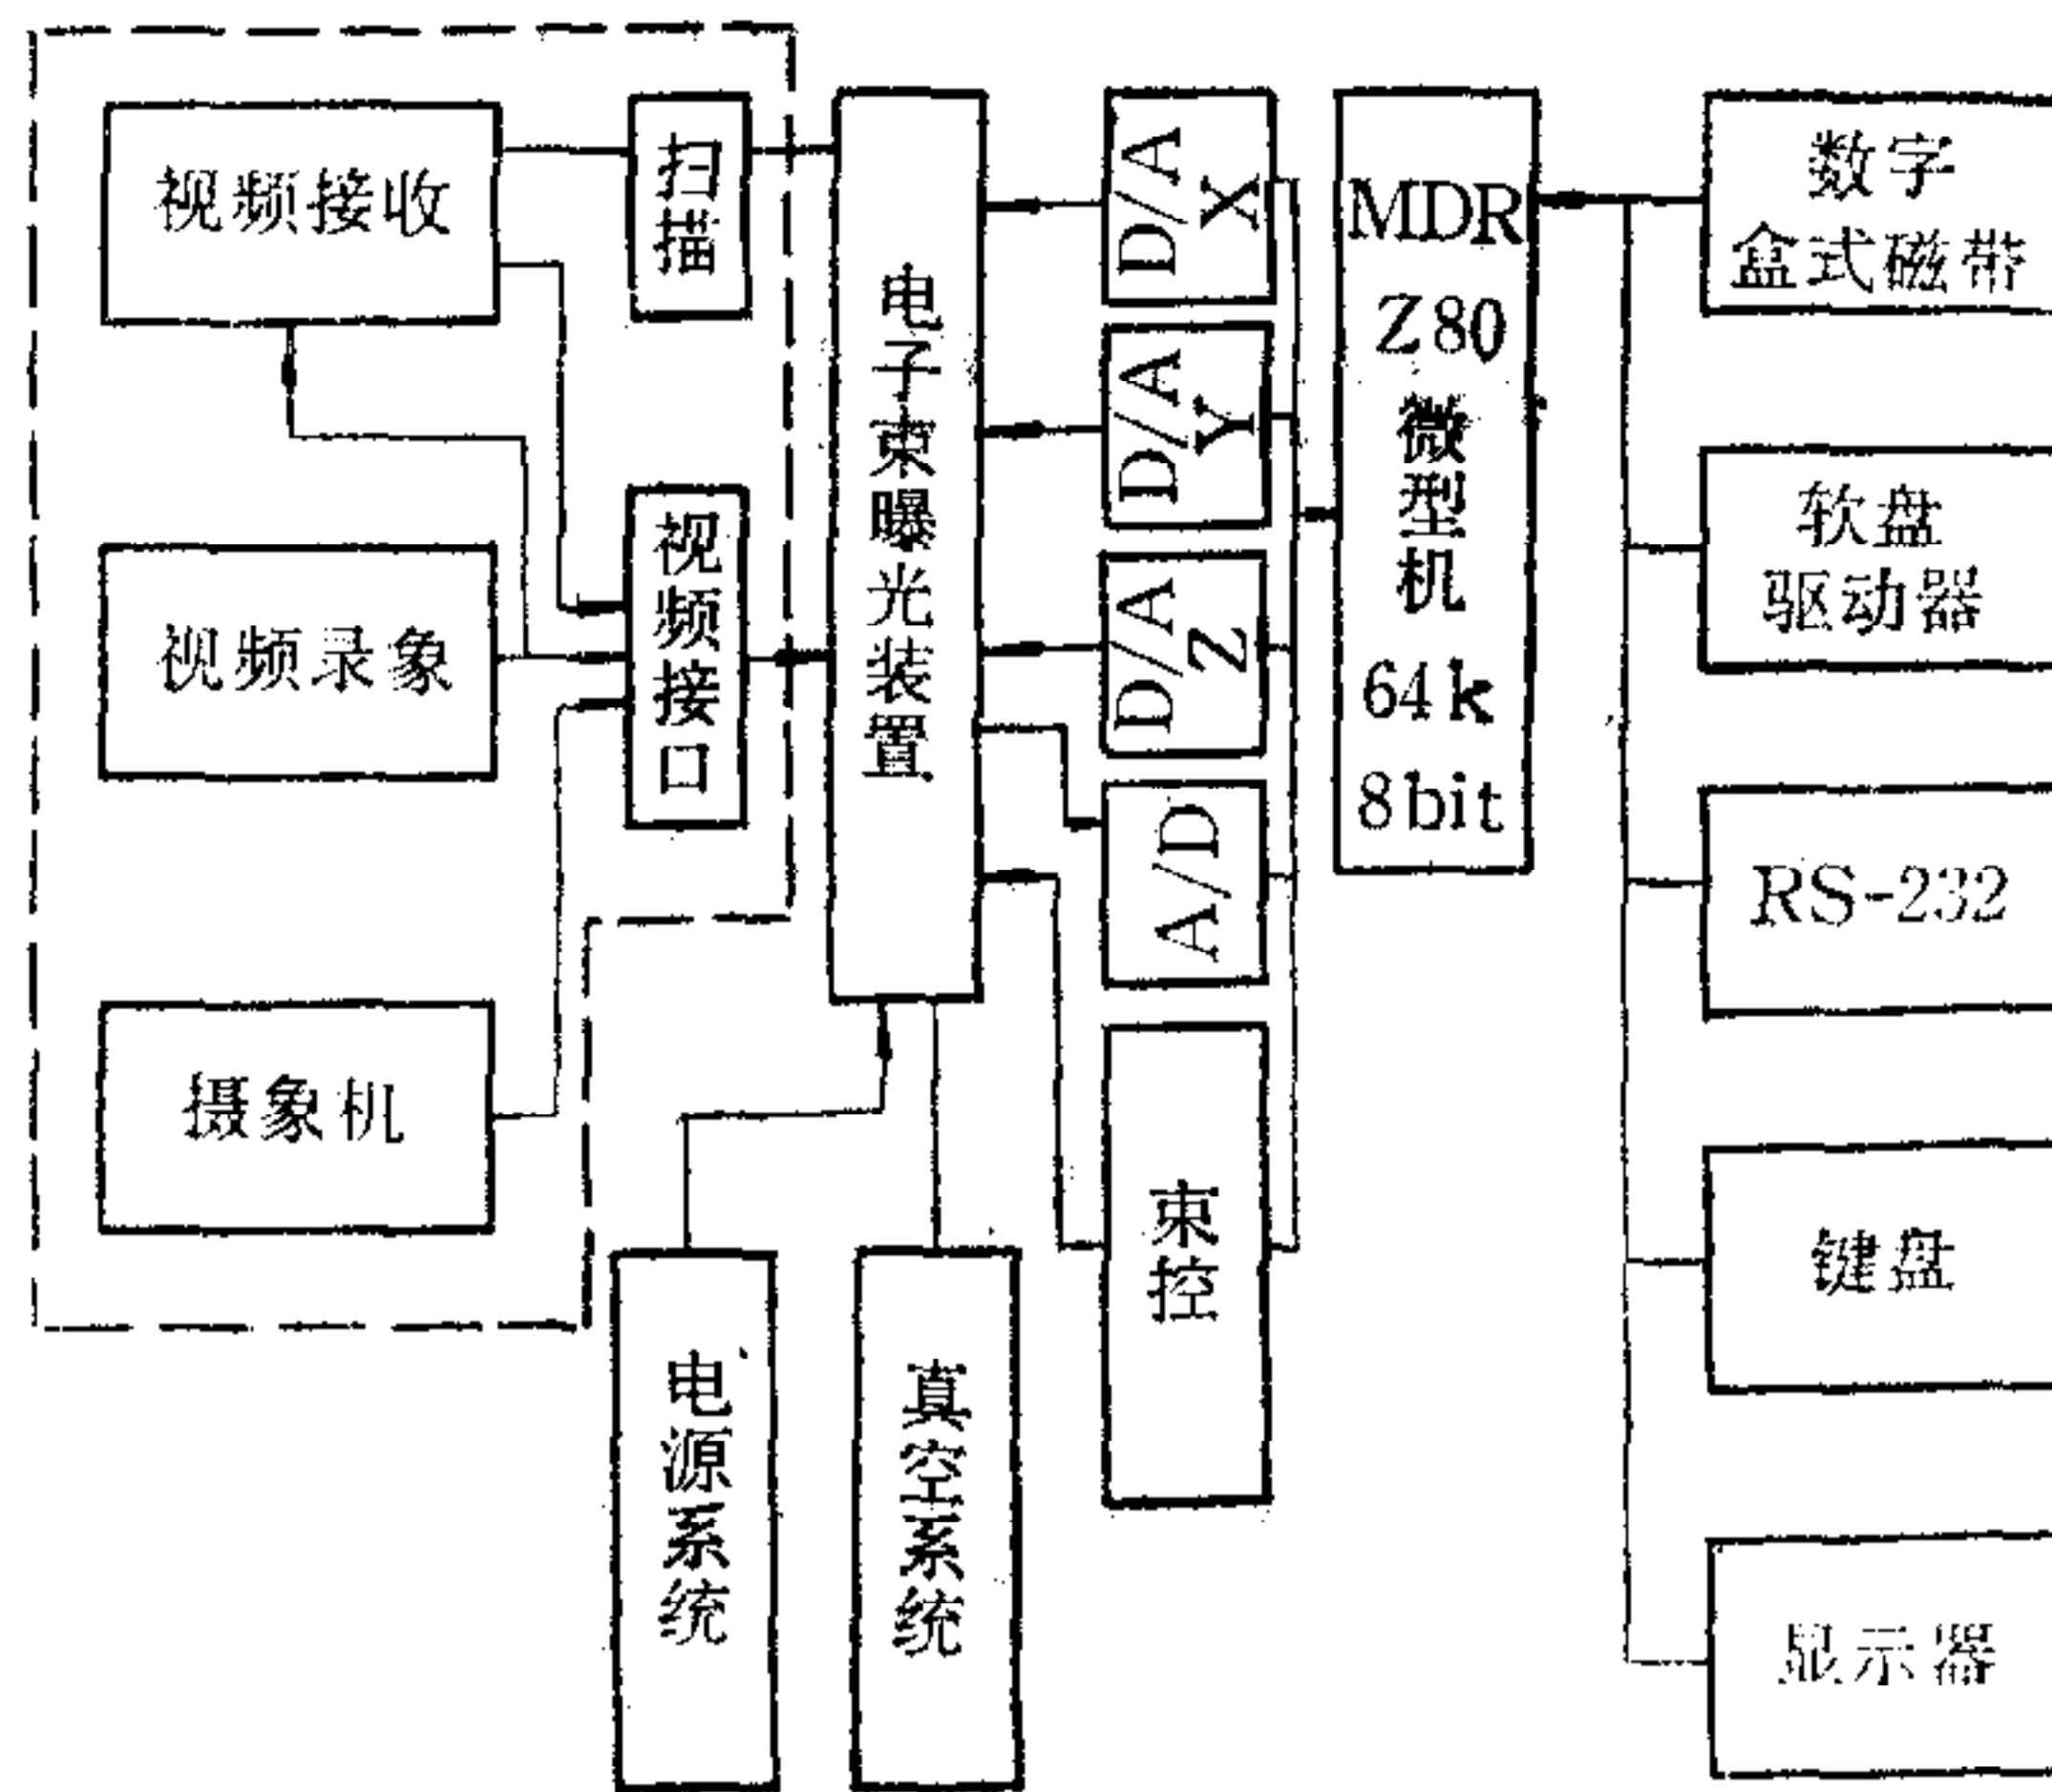 视频接收
扫描
视频录象
视频接口
摄象机
电子束曝光装置
电源系统
真空系统
D/A
X
D/A
Y
D/A
Z
A/D
束控
MDR
Z80
微型机
64k
8bit
数字
盒式磁带
软盘
驱动器
RS-232
键盘
显示器